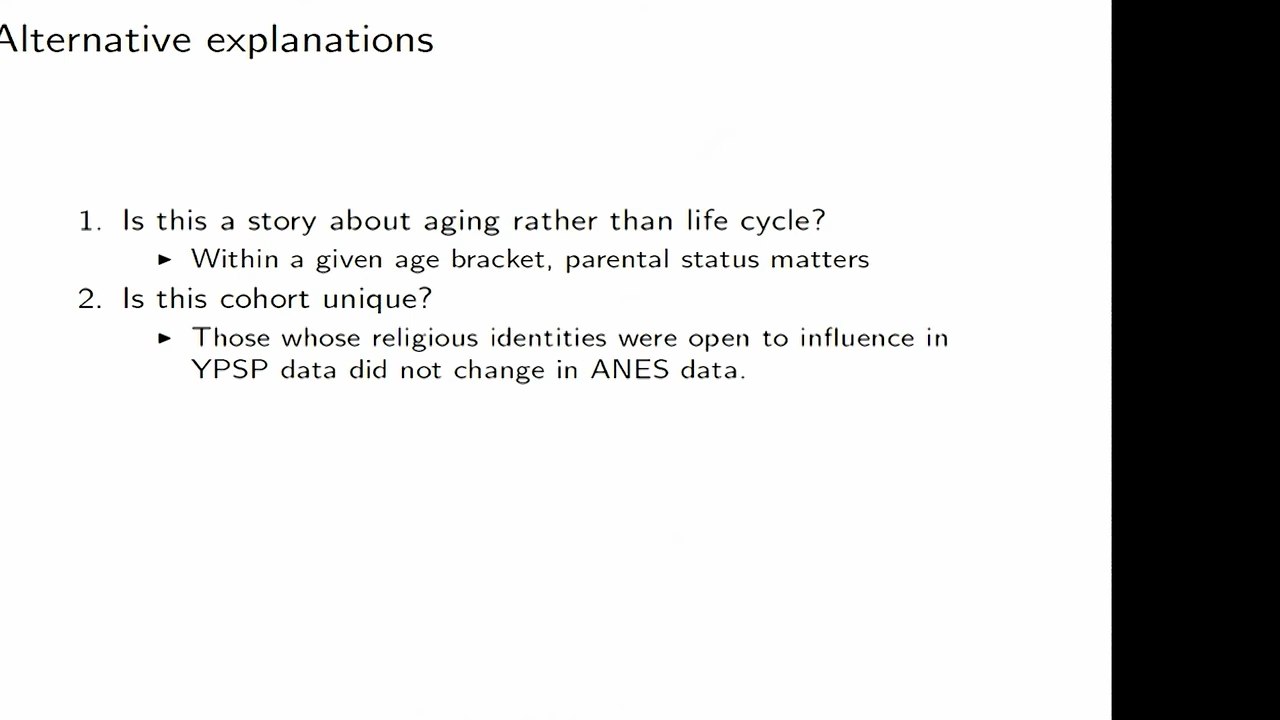 Alternative explanations
1. Is this a story about aging rather than life cycle?
► Within a given age bracket, parental status matters
2. Is this cohort unique?
► Those whose religious identities were open to influence in
YPSP data did not change in ANES data.